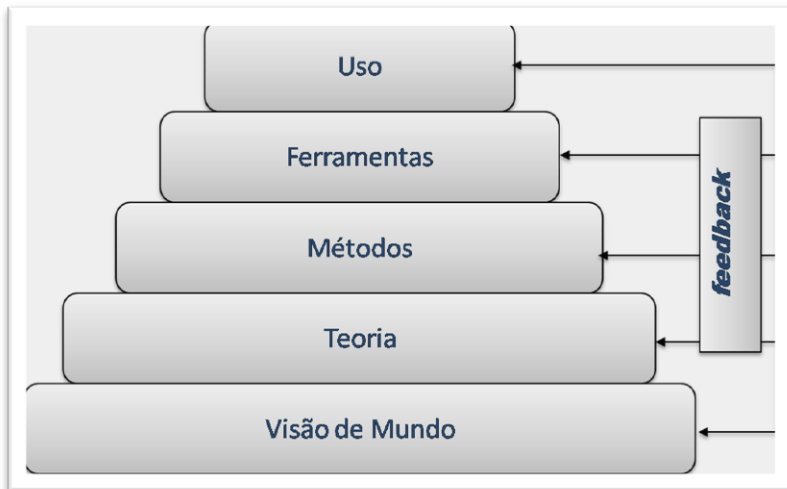 Uso
Ferramentas
Métodos
Teoria
Visão de Mundo
feedback